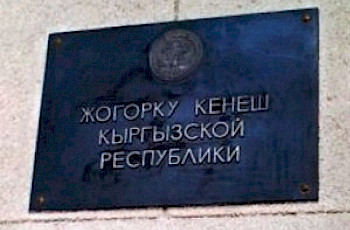 ЖОГОРКУ КЕНЕШ
КЫРГЫЗСКОЙ
РЕСПУБЛИКИ